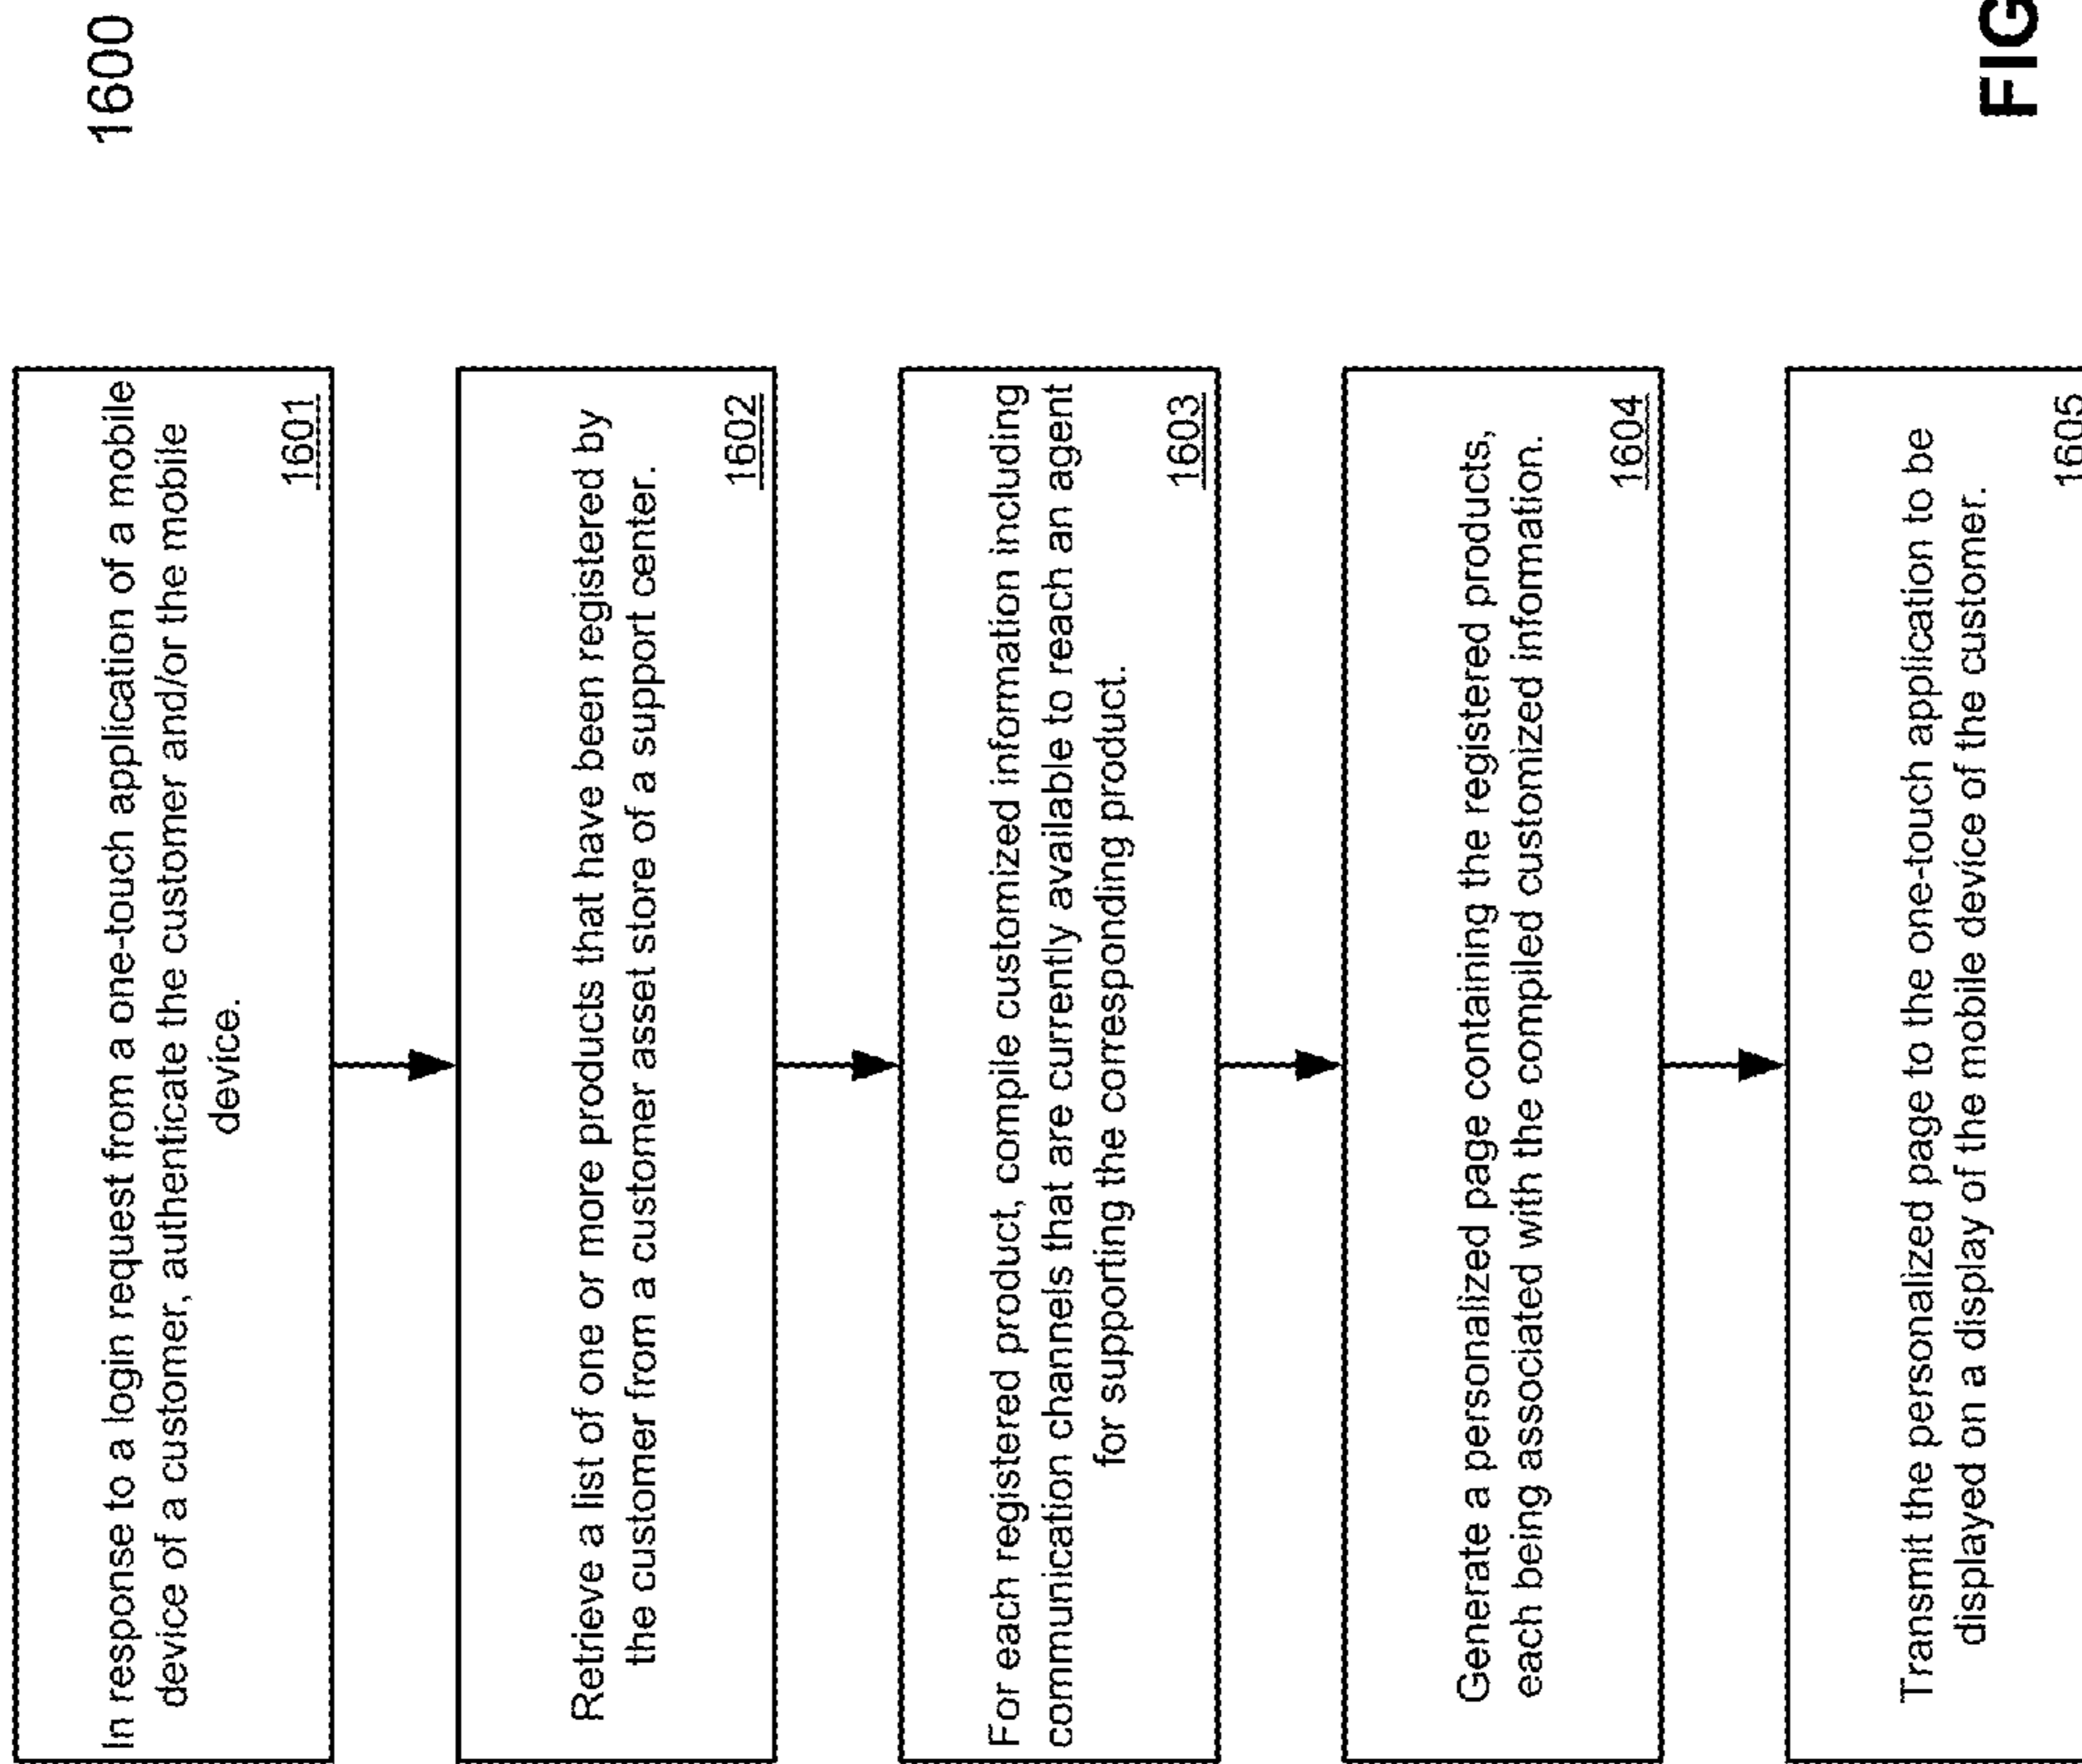 1600
In response to a login request from a one-touch application of a mobile
device of a customer, authenticate the customer and/or the mobile
device.
1601
Retrieve a list of one or more products that have been registered by
the customer from a customer asset store of a support center.
1602
For each registered product, compile customized information including
communication channels that are currently available to reach an agent
for supporting the corresponding product.
1603
Generate a personalized page containing the registered products,
each being associated with the compiled customized information.
1604
Transmit the personalized page to the one-touch application to be
displayed on a display of the mobile device of the customer.
1605
FIG